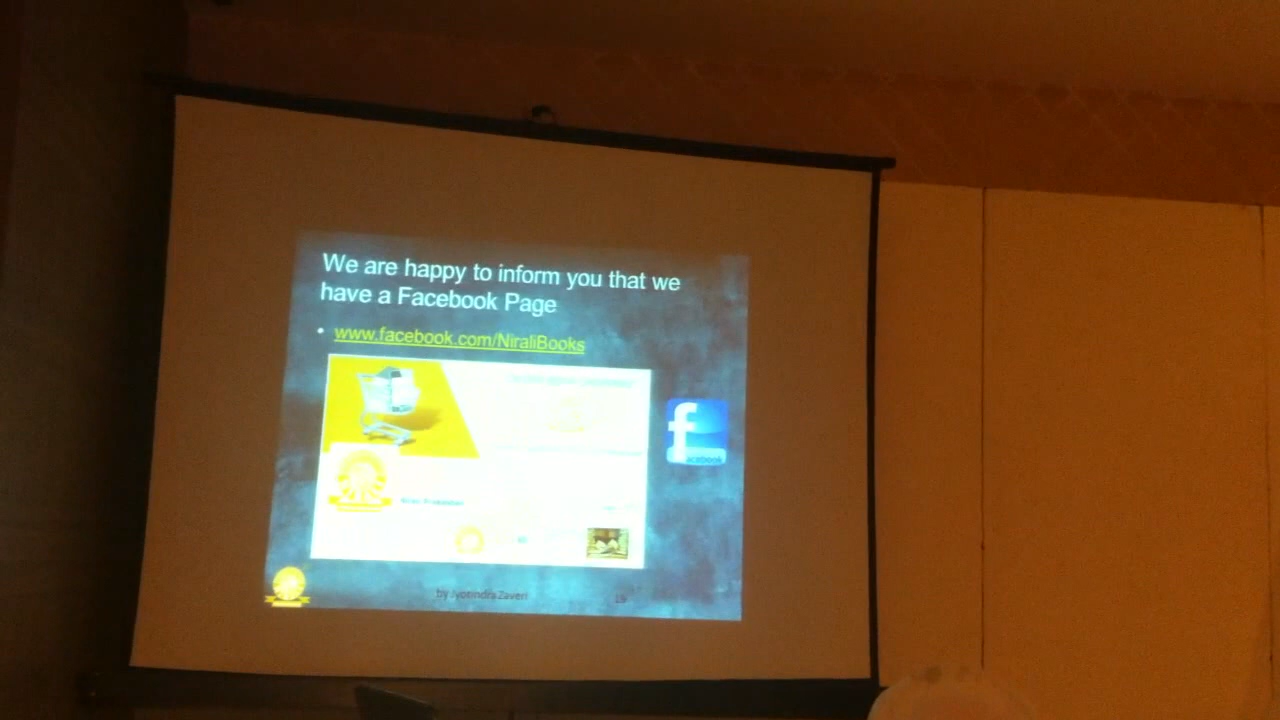 We are happy to inform you that we
have a Facebook Page
• www.facebook.com/NiraliBooks
facebook
by Jyotindra Zaveri
19